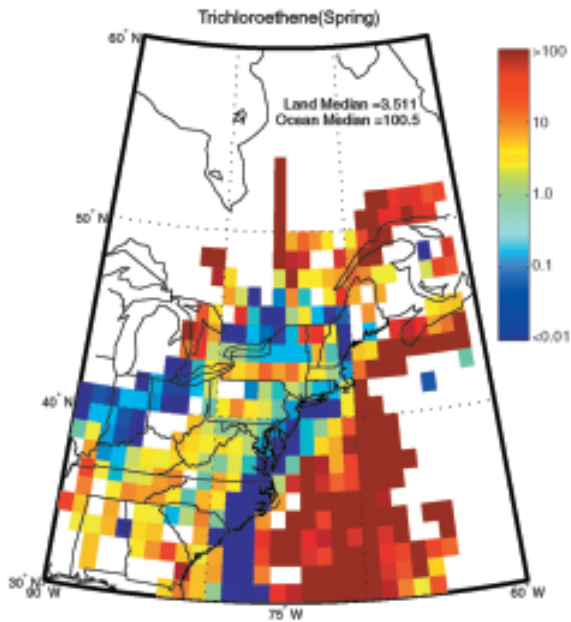 Trichloroethene(Spring)
60° N
Land Median =3.511
Ocean Median =100.5
>100
10
1.0
0.1
<0.01
50° N
40° N
30° N
90° W
75° W
60° W